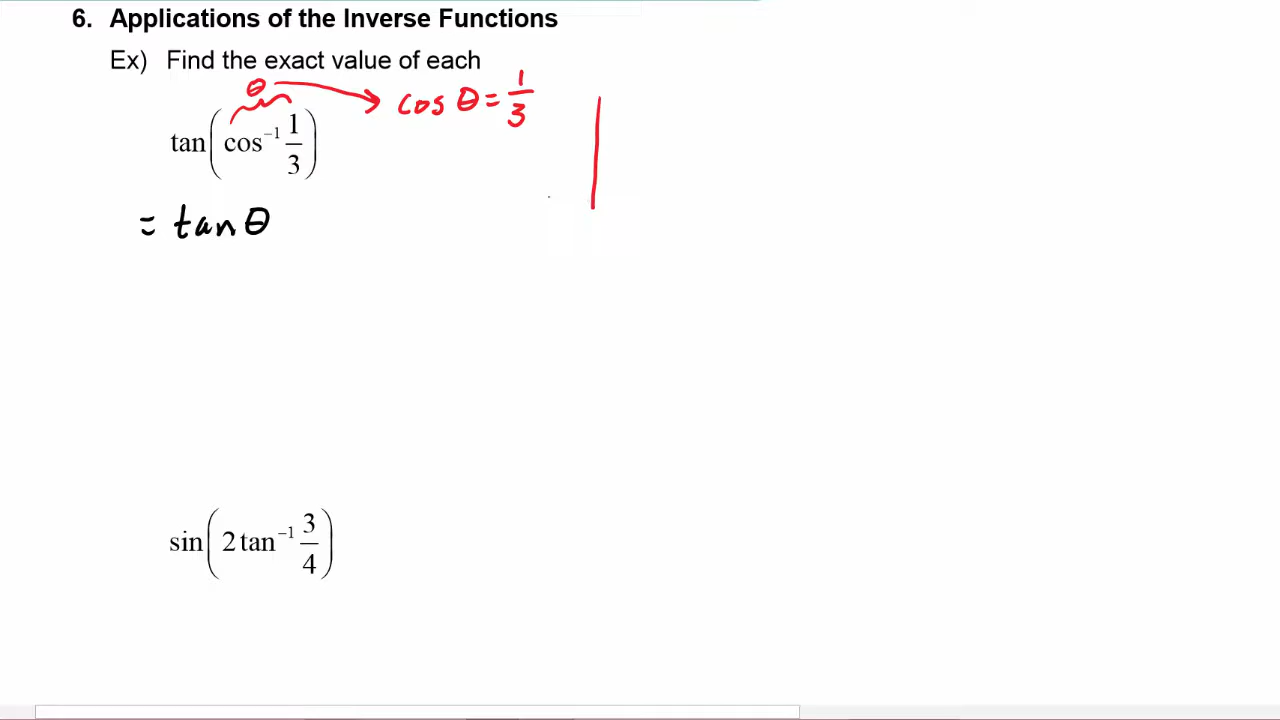 6. Applications of the Inverse Functions
Ex) Find the exact value of each
θ
cos θ = 1/3
tan(cos⁻¹ 1/3)
= tan θ
sin(2 tan⁻¹ 3/4)